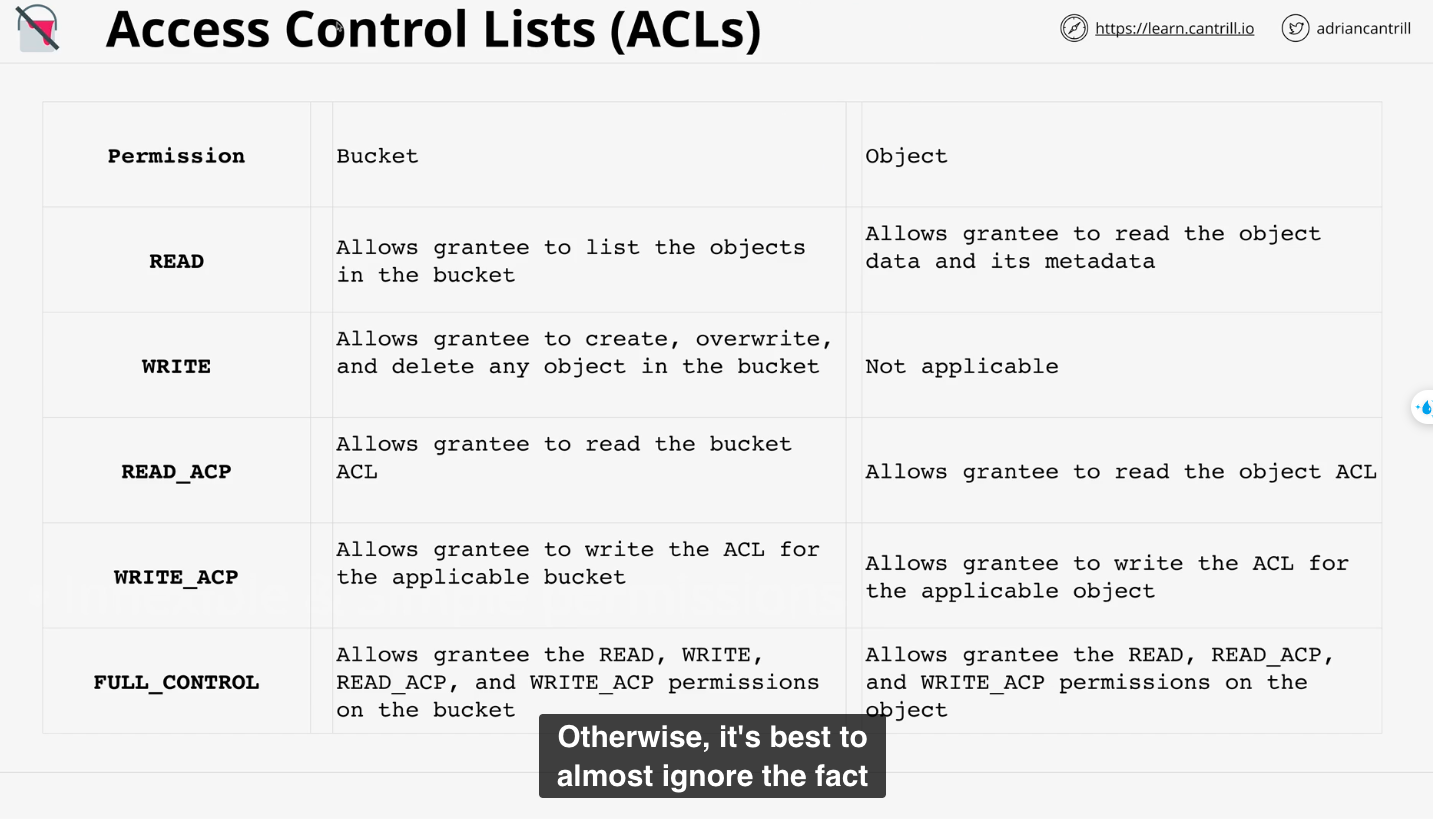 Access Control Lists (ACLs)
https://learn.cantrill.io
adriancantrill
Permission
Bucket
Object
READ
Allows grantee to list the objects
in the bucket
Allows grantee to read the object
data and its metadata
WRITE
Allows grantee to create, overwrite,
and delete any object in the bucket
Not applicable
READ_ACP
Allows grantee to read the bucket
ACL
Allows grantee to read the object ACL
WRITE_ACP
Allows grantee to write the ACL for
the applicable bucket
Allows grantee to write the ACL for
the applicable object
FULL_CONTROL
Allows grantee the READ, WRITE,
READ_ACP, and WRITE_ACP permissions
on the bucket
Allows grantee the READ, READ_ACP,
and WRITE_ACP permissions on the
object
Otherwise, it's best to
almost ignore the fact